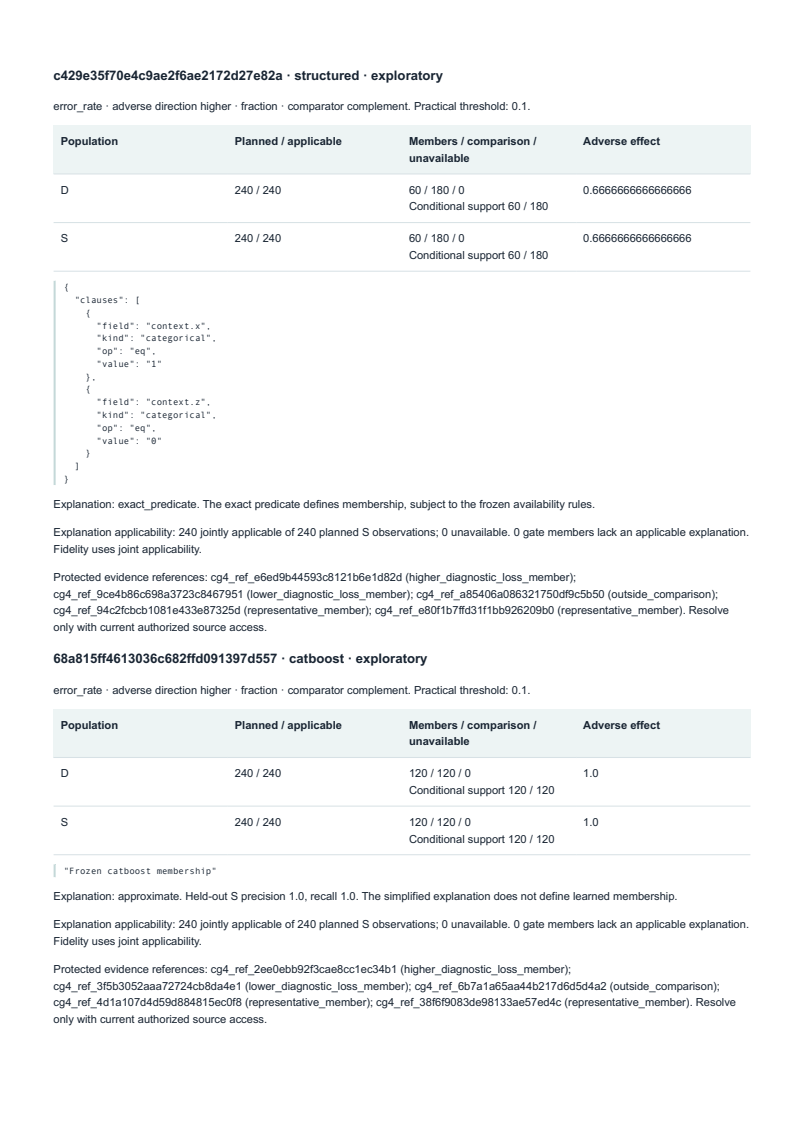 c429e35f70e4c9ae2f6ae2172d27e82a · structured · exploratory
error_rate · adverse direction higher · fraction · comparator complement. Practical threshold: 0.1.
Population Planned / applicable Members / comparison / unavailable Adverse effect
D 240 / 240 60 / 180 / 0 0.6666666666666666
Conditional support 60 / 180
S 240 / 240 60 / 180 / 0 0.6666666666666666
Conditional support 60 / 180
{
  "clauses": [
    {
      "field": "context.x",
      "kind": "categorical",
      "op": "eq",
      "value": "1"
    },
    {
      "field": "context.z",
      "kind": "categorical",
      "op": "eq",
      "value": "0"
    }
  ]
}
Explanation: exact_predicate. The exact predicate defines membership, subject to the frozen availability rules.
Explanation applicability: 240 jointly applicable of 240 planned S observations; 0 unavailable. 0 gate members lack an applicable explanation.
Fidelity uses joint applicability.
Protected evidence references: cg4_ref_e6ed9b44593c8121b6e1d82d (higher_diagnostic_loss_member);
cg4_ref_9ce4b86c698a3723c8467951 (lower_diagnostic_loss_member); cg4_ref_a85406a086321750df9c5b50 (outside_comparison);
cg4_ref_94c2fcbcb1081e433e87325d (representative_member); cg4_ref_e80f1b7ffd31f1bb926209b0 (representative_member). Resolve
only with current authorized source access.
68a815ff4613036c682ffd091397d557 · catboost · exploratory
error_rate · adverse direction higher · fraction · comparator complement. Practical threshold: 0.1.
Population Planned / applicable Members / comparison / unavailable Adverse effect
D 240 / 240 120 / 120 / 0 1.0
Conditional support 120 / 120
S 240 / 240 120 / 120 / 0 1.0
Conditional support 120 / 120
"Frozen catboost membership"
Explanation: approximate. Held-out S precision 1.0, recall 1.0. The simplified explanation does not define learned membership.
Explanation applicability: 240 jointly applicable of 240 planned S observations; 0 unavailable. 0 gate members lack an applicable explanation.
Fidelity uses joint applicability.
Protected evidence references: cg4_ref_2ee0ebb92f3cae8cc1ec34b1 (higher_diagnostic_loss_member);
cg4_ref_3f5b3052aaa72724cb8da4e1 (lower_diagnostic_loss_member); cg4_ref_6b7a1a65aa44b217d6d5d4a2 (outside_comparison);
cg4_ref_4d1a107d4d59d884815ec0f8 (representative_member); cg4_ref_38f6f9083de98133ae57ed4c (representative_member). Resolve
only with current authorized source access.